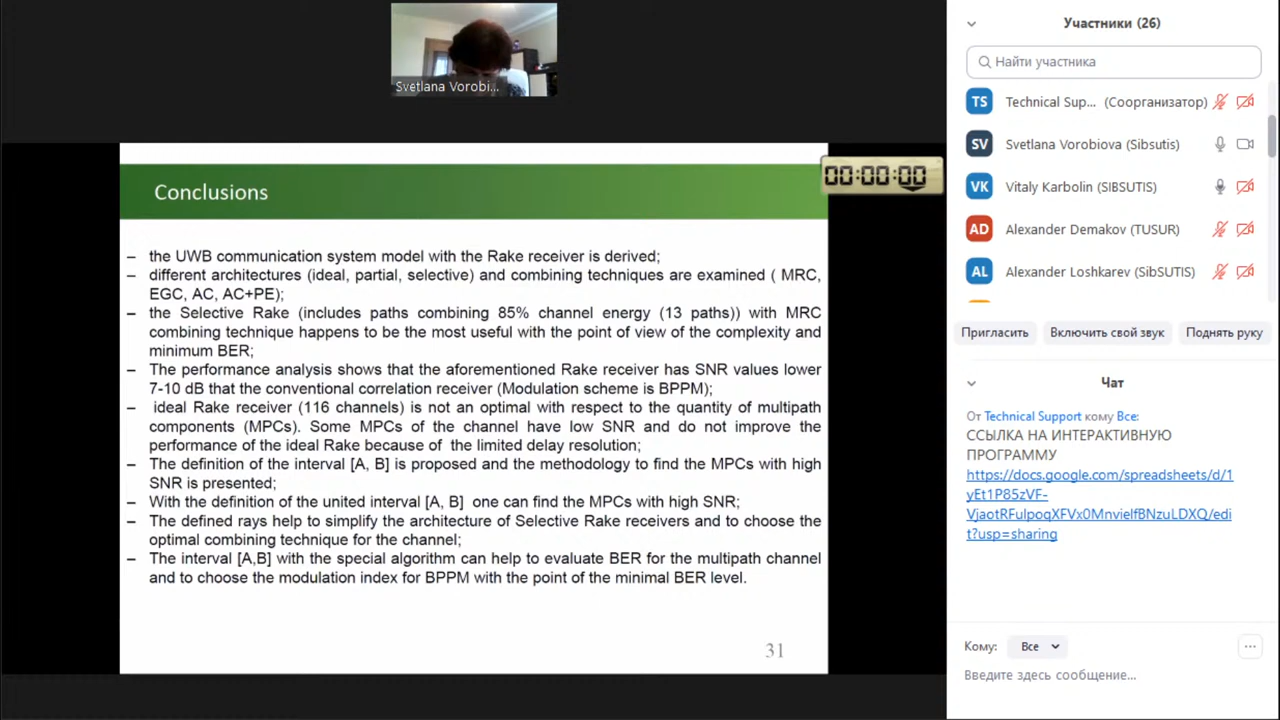 Svetlana Vorobi...
Conclusions
00:00:00
– the UWB communication system model with the Rake receiver is derived;
– different architectures (ideal, partial, selective) and combining techniques are examined ( MRC,
EGC, AC, AC+PE);
– the Selective Rake (includes paths combining 85% channel energy (13 paths)) with MRC
combining technique happens to be the most useful with the point of view of the complexity and
minimum BER;
– The performance analysis shows that the aforementioned Rake receiver has SNR values lower
7-10 dB that the conventional correlation receiver (Modulation scheme is BPPM);
– ideal Rake receiver (116 channels) is not an optimal with respect to the quantity of multipath
components (MPCs). Some MPCs of the channel have low SNR and do not improve the
performance of the ideal Rake because of the limited delay resolution;
– The definition of the interval [A, B] is proposed and the methodology to find the MPCs with high
SNR is presented;
– With the definition of the united interval [A, B] one can find the MPCs with high SNR;
– The defined rays help to simplify the architecture of Selective Rake receivers and to choose the
optimal combining technique for the channel;
– The interval [A,B] with the special algorithm can help to evaluate BER for the multipath channel
and to choose the modulation index for BPPM with the point of the minimal BER level.
31
Участники (26)
Найти участника
TS Technical Sup... (Соорганизатор)
SV Svetlana Vorobiova (Sibsutis)
VK Vitaly Karbolin (SIBSUTIS)
AD Alexander Demakov (TUSUR)
AL Alexander Loshkarev (SibSUTIS)
Пригласить Включить свой звук Поднять руку
Чат
От Technical Support кому Все:
ССЫЛКА НА ИНТЕРАКТИВНУЮ
ПРОГРАММУ
https://docs.google.com/spreadsheets/d/1
yEt1P85zVF-
VjaotRFulpoqXFVx0MnvielfBNzuLDXQ/edi
t?usp=sharing
Кому: Все
Введите здесь сообщение...